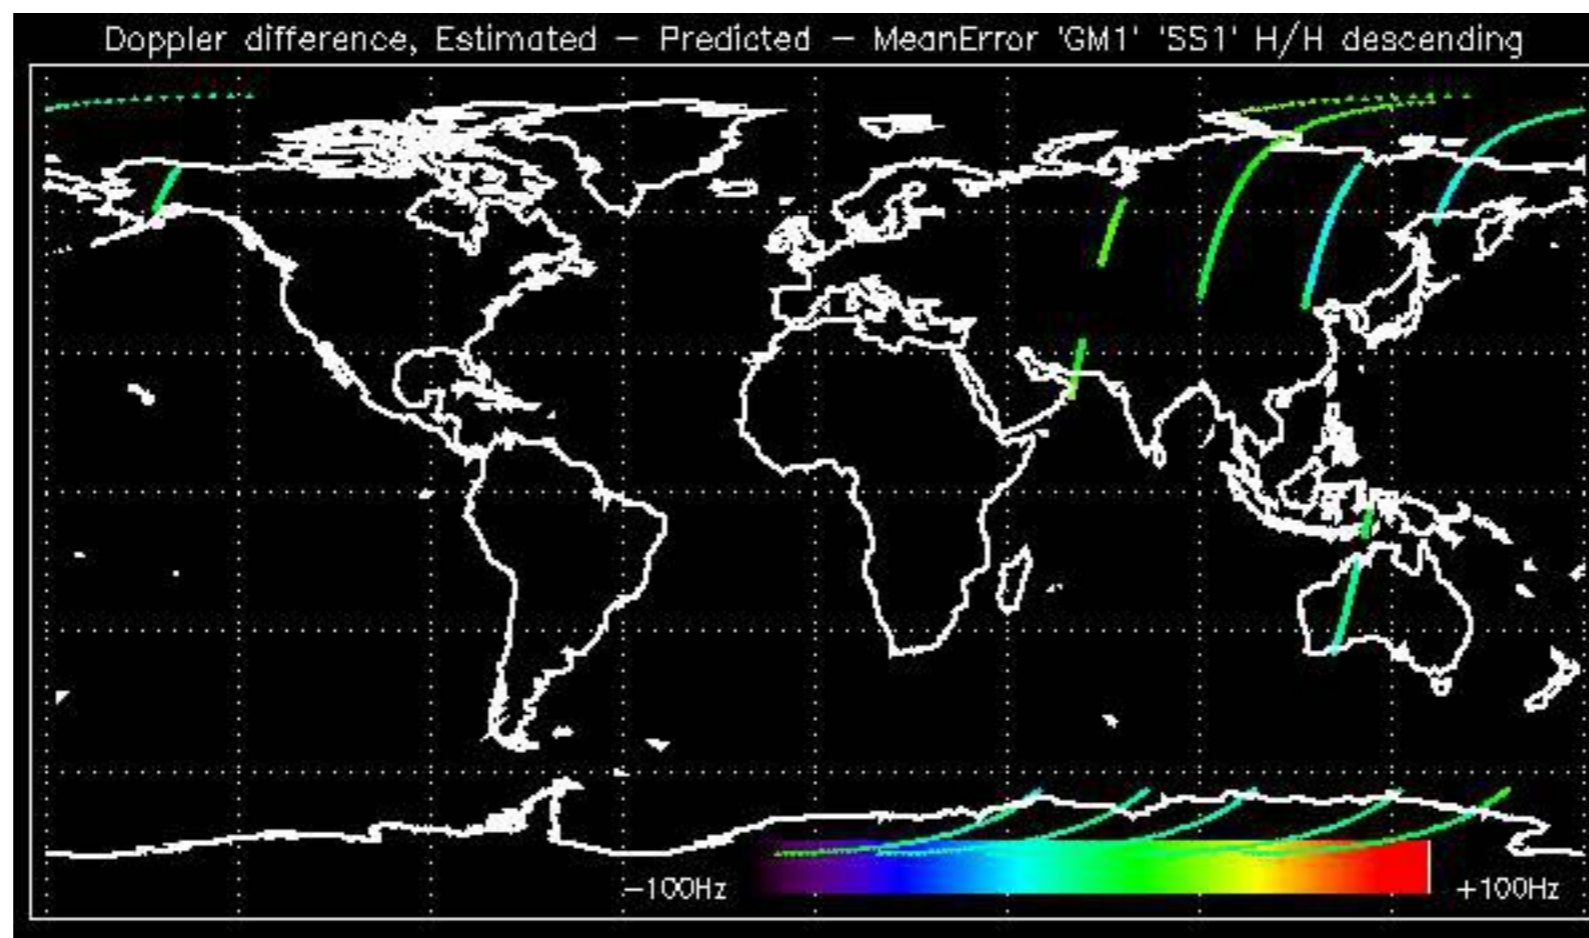 Doppler difference, Estimated – Predicted – MeanError 'GM1' 'SS1' H/H descending
–100Hz +100Hz